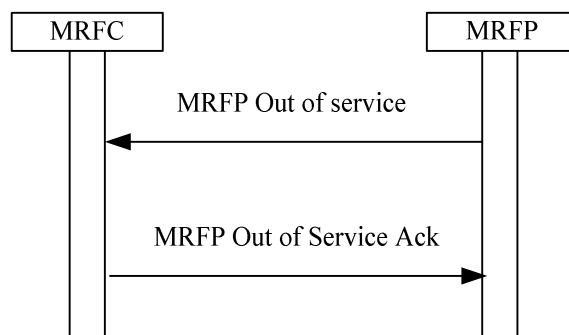 MRFC
MRFP
MRFP Out of service
MRFP Out of Service Ack